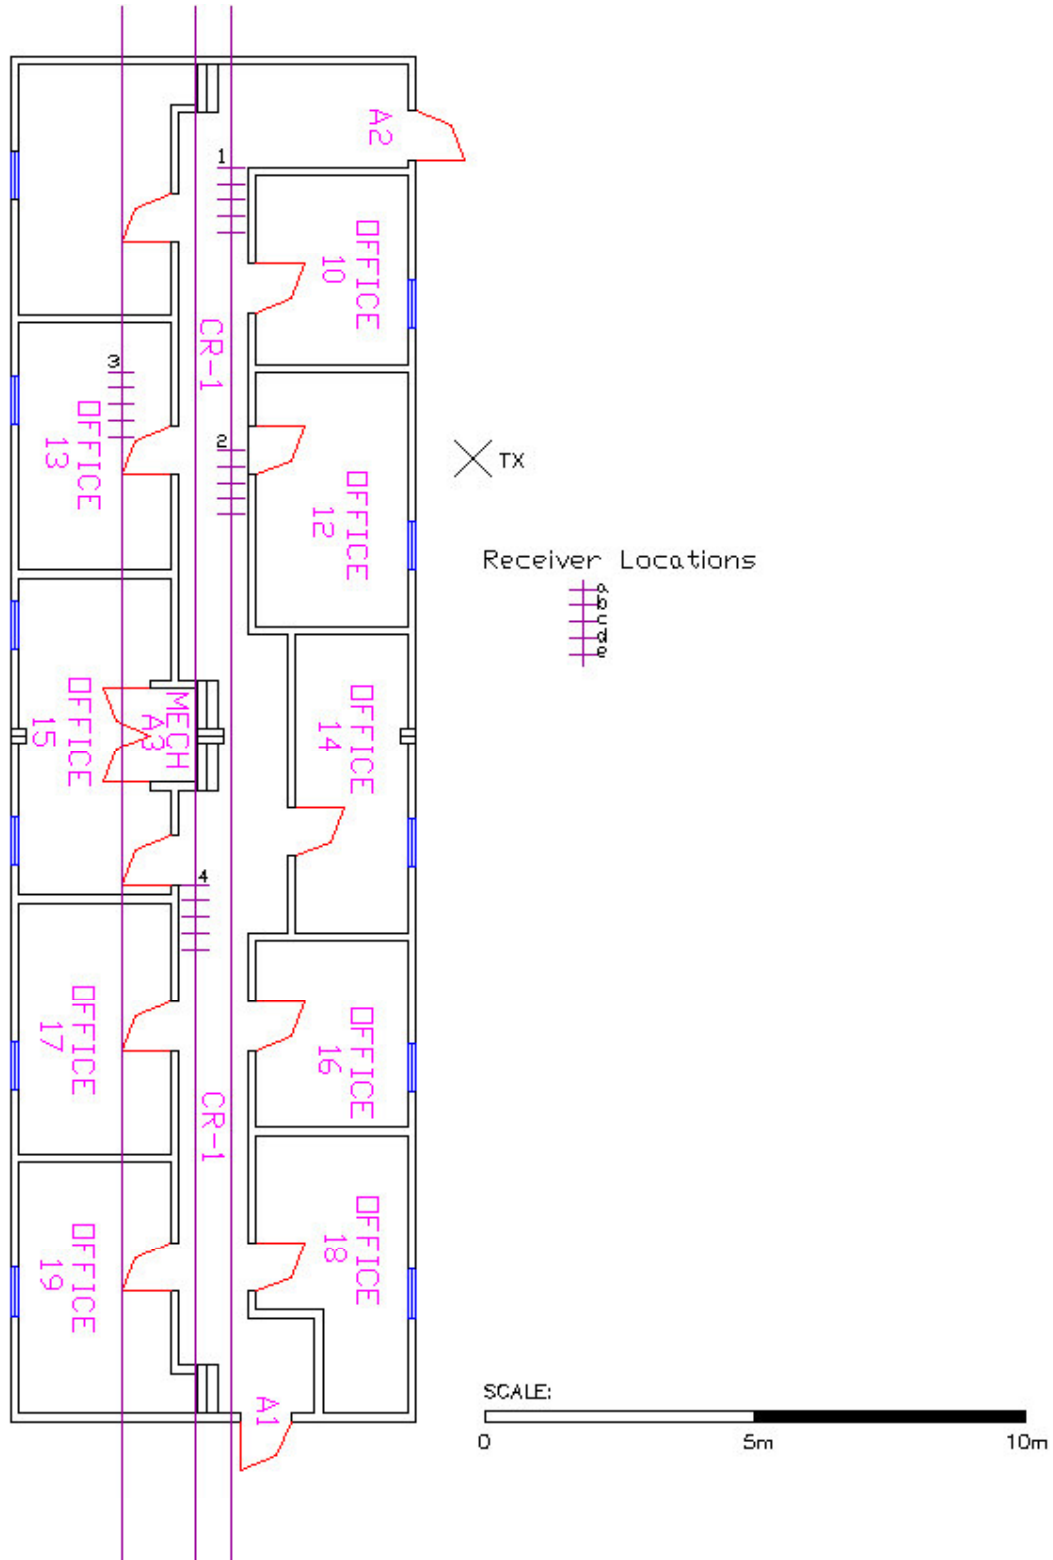 A2
1
OFFICE
10
CR-1
3
OFFICE
13
2
TX
OFFICE
12
Receiver Locations
a
b
c
d
e
OFFICE
15
MECH
A3
OFFICE
14
4
OFFICE
17
OFFICE
16
CR-1
OFFICE
19
OFFICE
18
A1
SCALE:
0 5m 10m